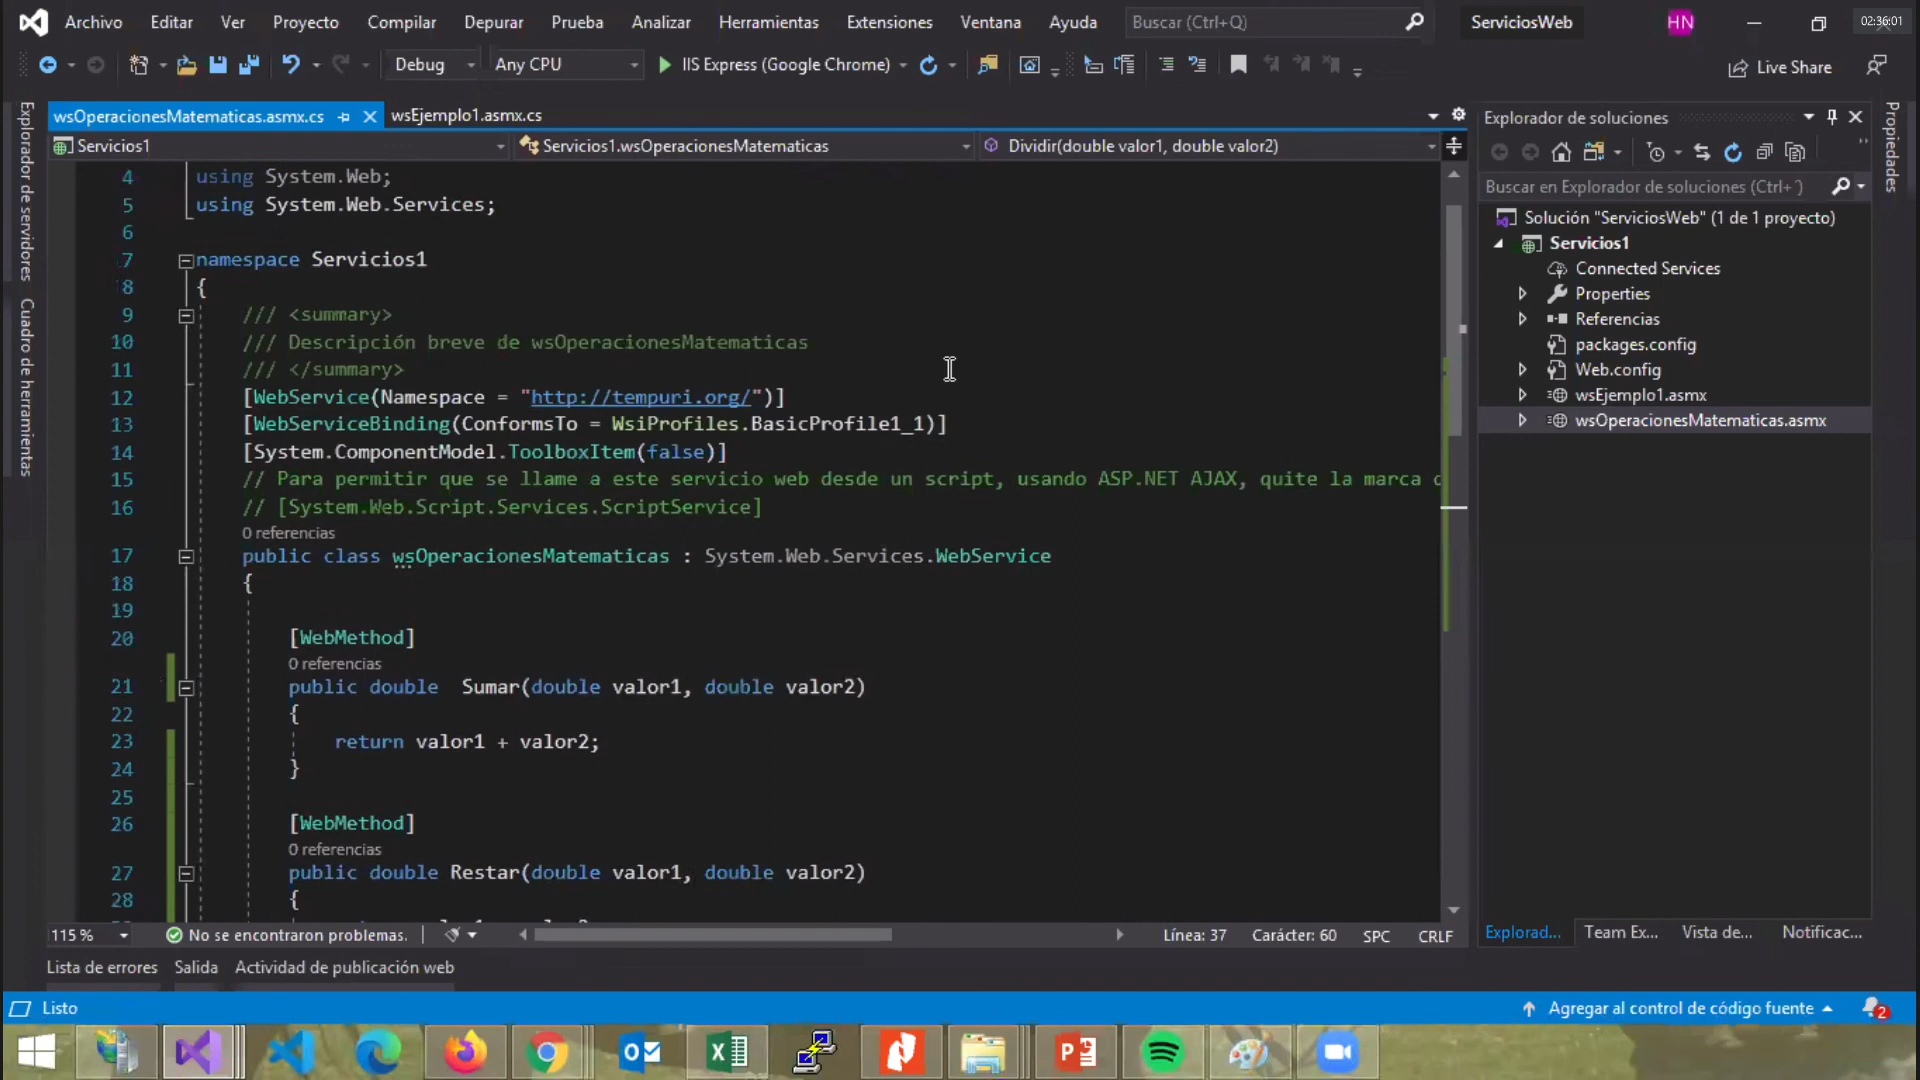 Archivo Editar Ver Proyecto Compilar Depurar Prueba Analizar Herramientas Extensiones Ventana Ayuda Buscar (Ctrl+Q) ServiciosWeb HN 02:36:01
Debug Any CPU IIS Express (Google Chrome) Live Share
wsOperacionesMatematicas.asmx.cs wsEjemplo1.asmx.cs
Servicios1 Servicios1.wsOperacionesMatematicas Dividir(double valor1, double valor2)
4 using System.Web;
5 using System.Web.Services;
6
7 namespace Servicios1
8 {
9 /// <summary>
10 /// Descripción breve de wsOperacionesMatematicas
11 /// </summary>
12 [WebService(Namespace = "http://tempuri.org/")]
13 [WebServiceBinding(ConformsTo = WsiProfiles.BasicProfile1_1)]
14 [System.ComponentModel.ToolboxItem(false)]
15 // Para permitir que se llame a este servicio web desde un script, usando ASP.NET AJAX, quite la marca
16 // [System.Web.Script.Services.ScriptService]
0 referencias
17 public class wsOperacionesMatematicas : System.Web.Services.WebService
18 {
19
20 [WebMethod]
0 referencias
21 public double Sumar(double valor1, double valor2)
22 {
23 return valor1 + valor2;
24 }
25
26 [WebMethod]
0 referencias
27 public double Restar(double valor1, double valor2)
28 {
115 % No se encontraron problemas. Línea: 37 Carácter: 60 SPC CRLF
Lista de errores Salida Actividad de publicación web
Explorador de servidores
Cuadro de herramientas
Explorador de soluciones
Buscar en Explorador de soluciones (Ctrl+ )
Solución "ServiciosWeb" (1 de 1 proyecto)
Servicios1
Connected Services
Properties
Referencias
packages.config
Web.config
wsEjemplo1.asmx
wsOperacionesMatematicas.asmx
Explorad... Team Ex... Vista de... Notificac...
Propiedades
Listo Agregar al control de código fuente 2